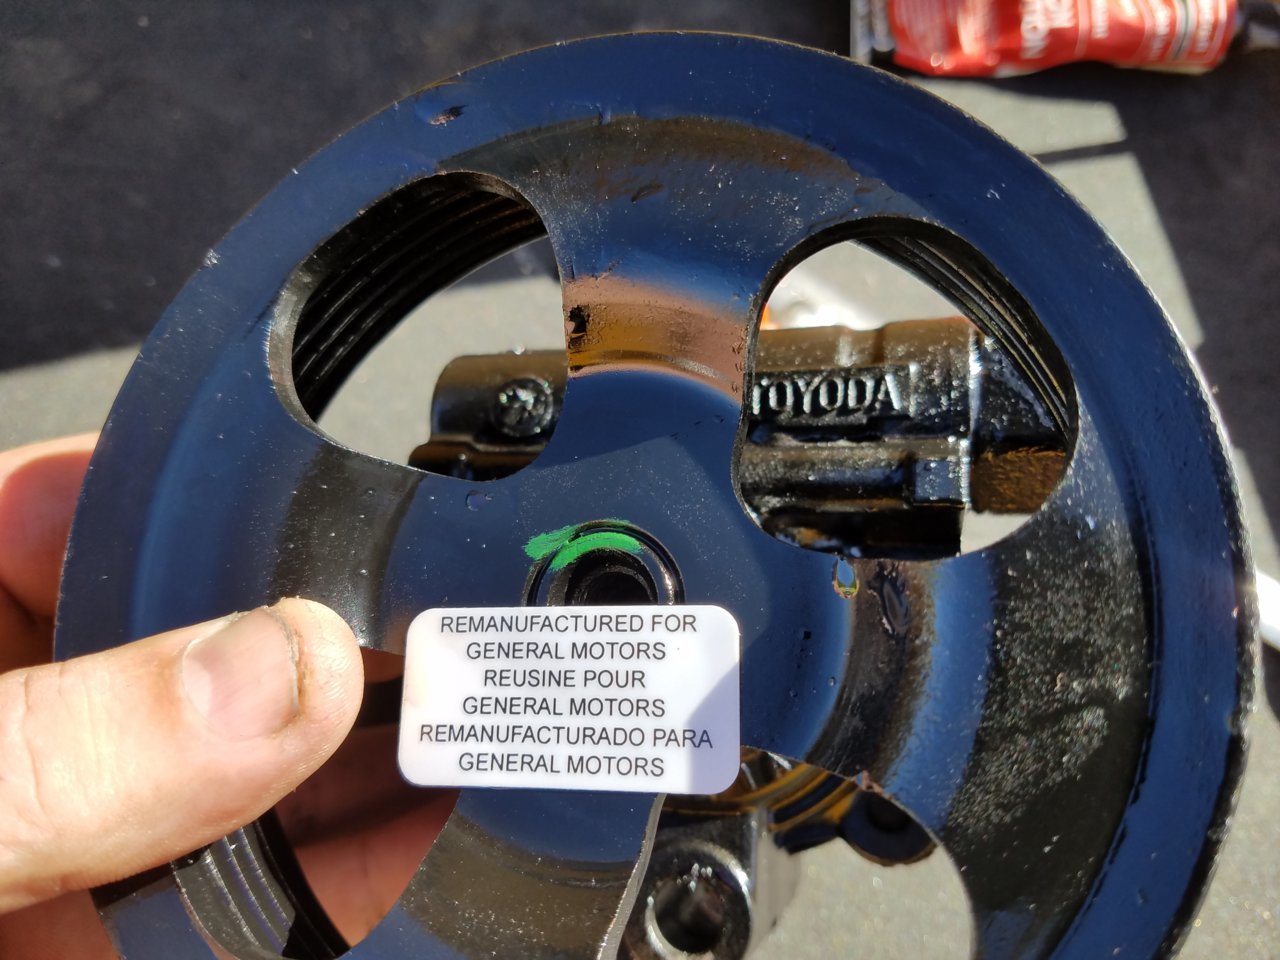 TOYODA
REMANUFACTURED FOR
GENERAL MOTORS
REUSINE POUR
GENERAL MOTORS
REMANUFACTURADO PARA
GENERAL MOTORS